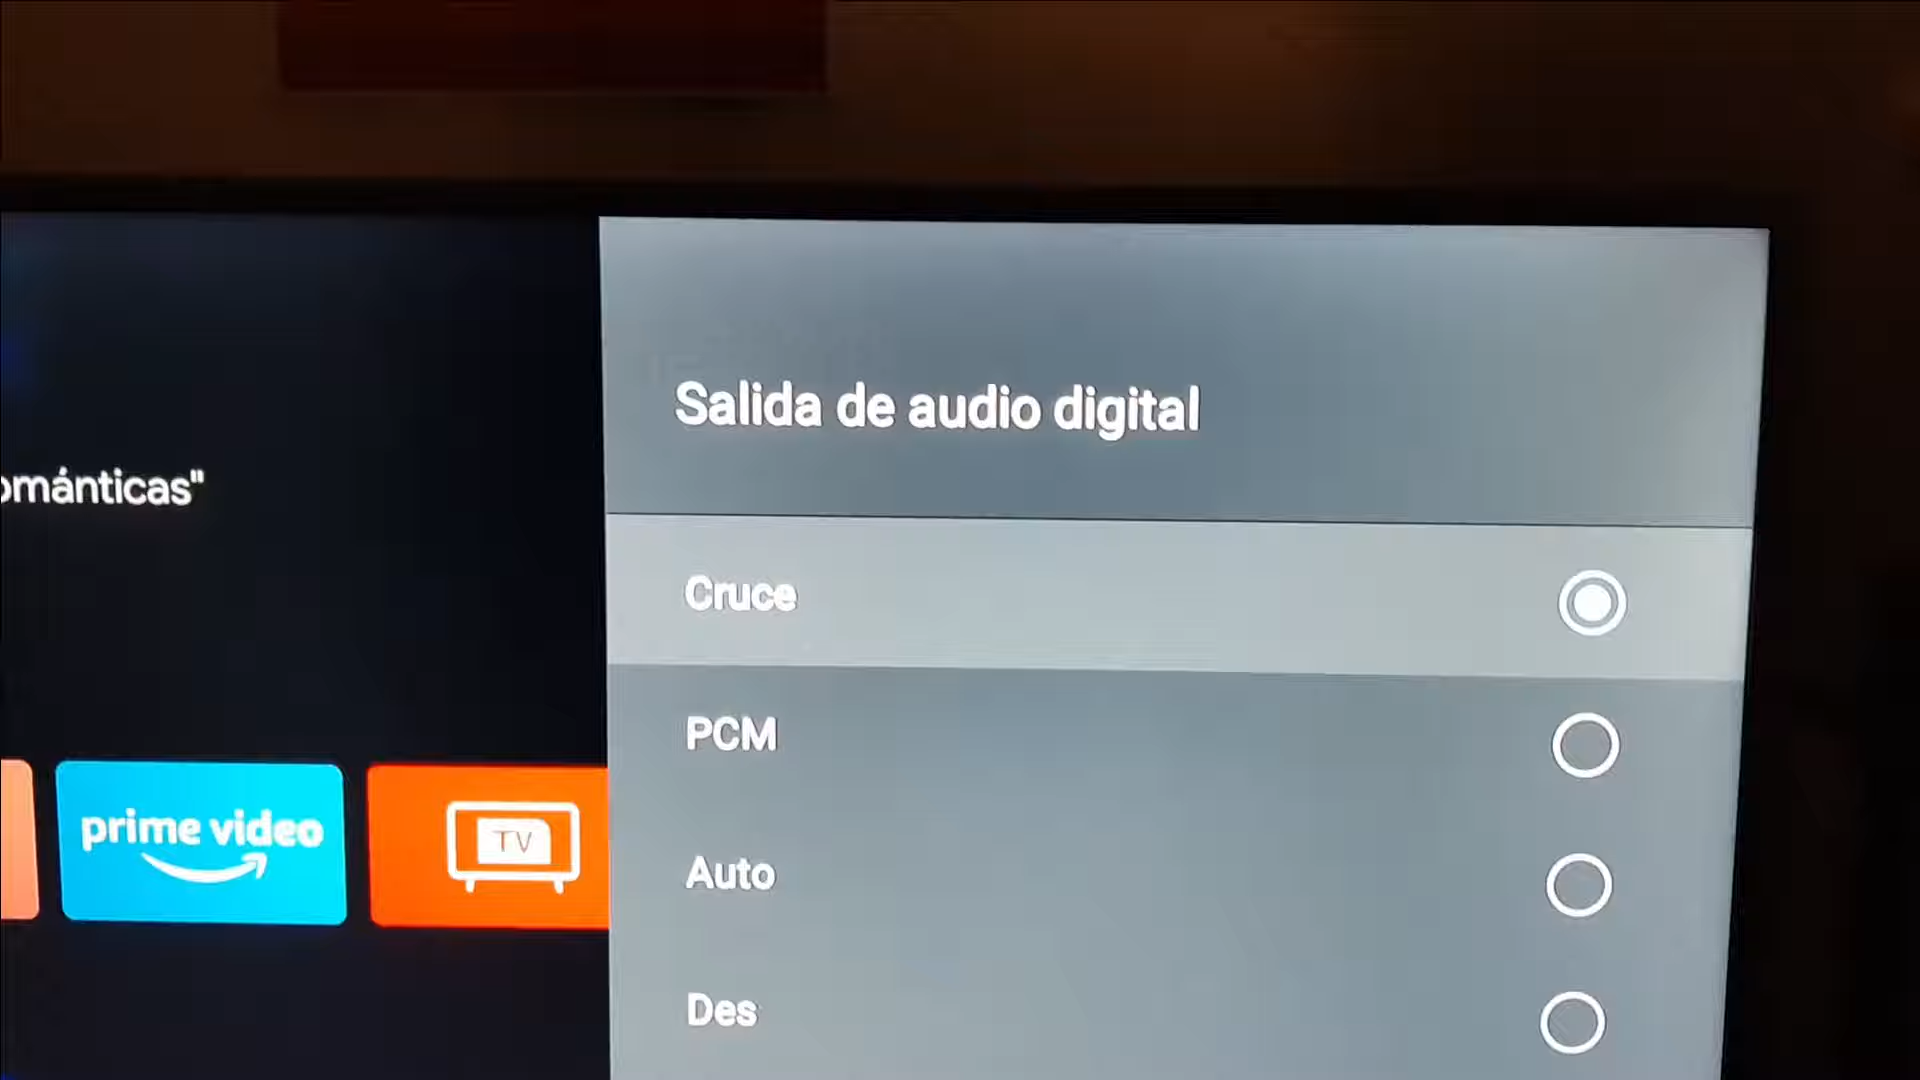 Salida de audio digital
ománticas"
Cruce
PCM
Auto
Des
prime video
TV